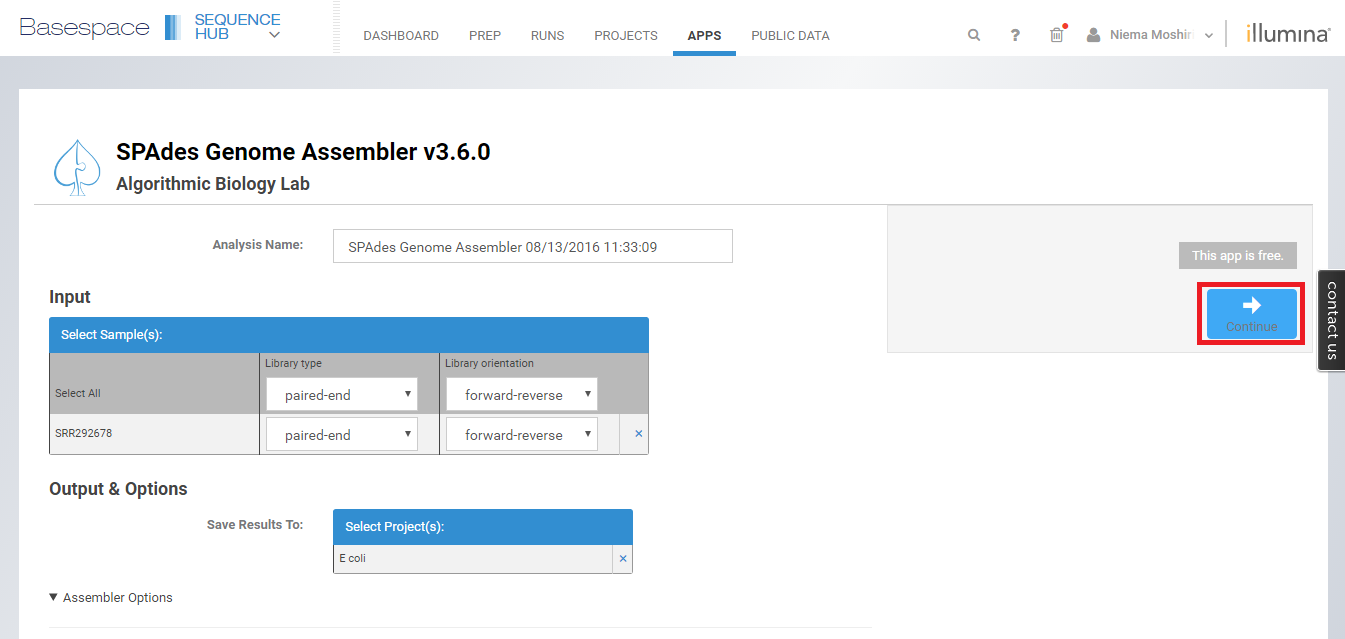 Basespace SEQUENCE HUB
DASHBOARD PREP RUNS PROJECTS APPS PUBLIC DATA
? Niema Moshiri
illumina®
SPAdes Genome Assembler v3.6.0
Algorithmic Biology Lab
Analysis Name: SPAdes Genome Assembler 08/13/2016 11:33:09
This app is free.
Continue
contact us
Input
Select Sample(s):
Library type Library orientation
Select All paired-end forward-reverse
SRR292678 paired-end forward-reverse ×
Output & Options
Save Results To: Select Project(s):
E coli ×
▼ Assembler Options